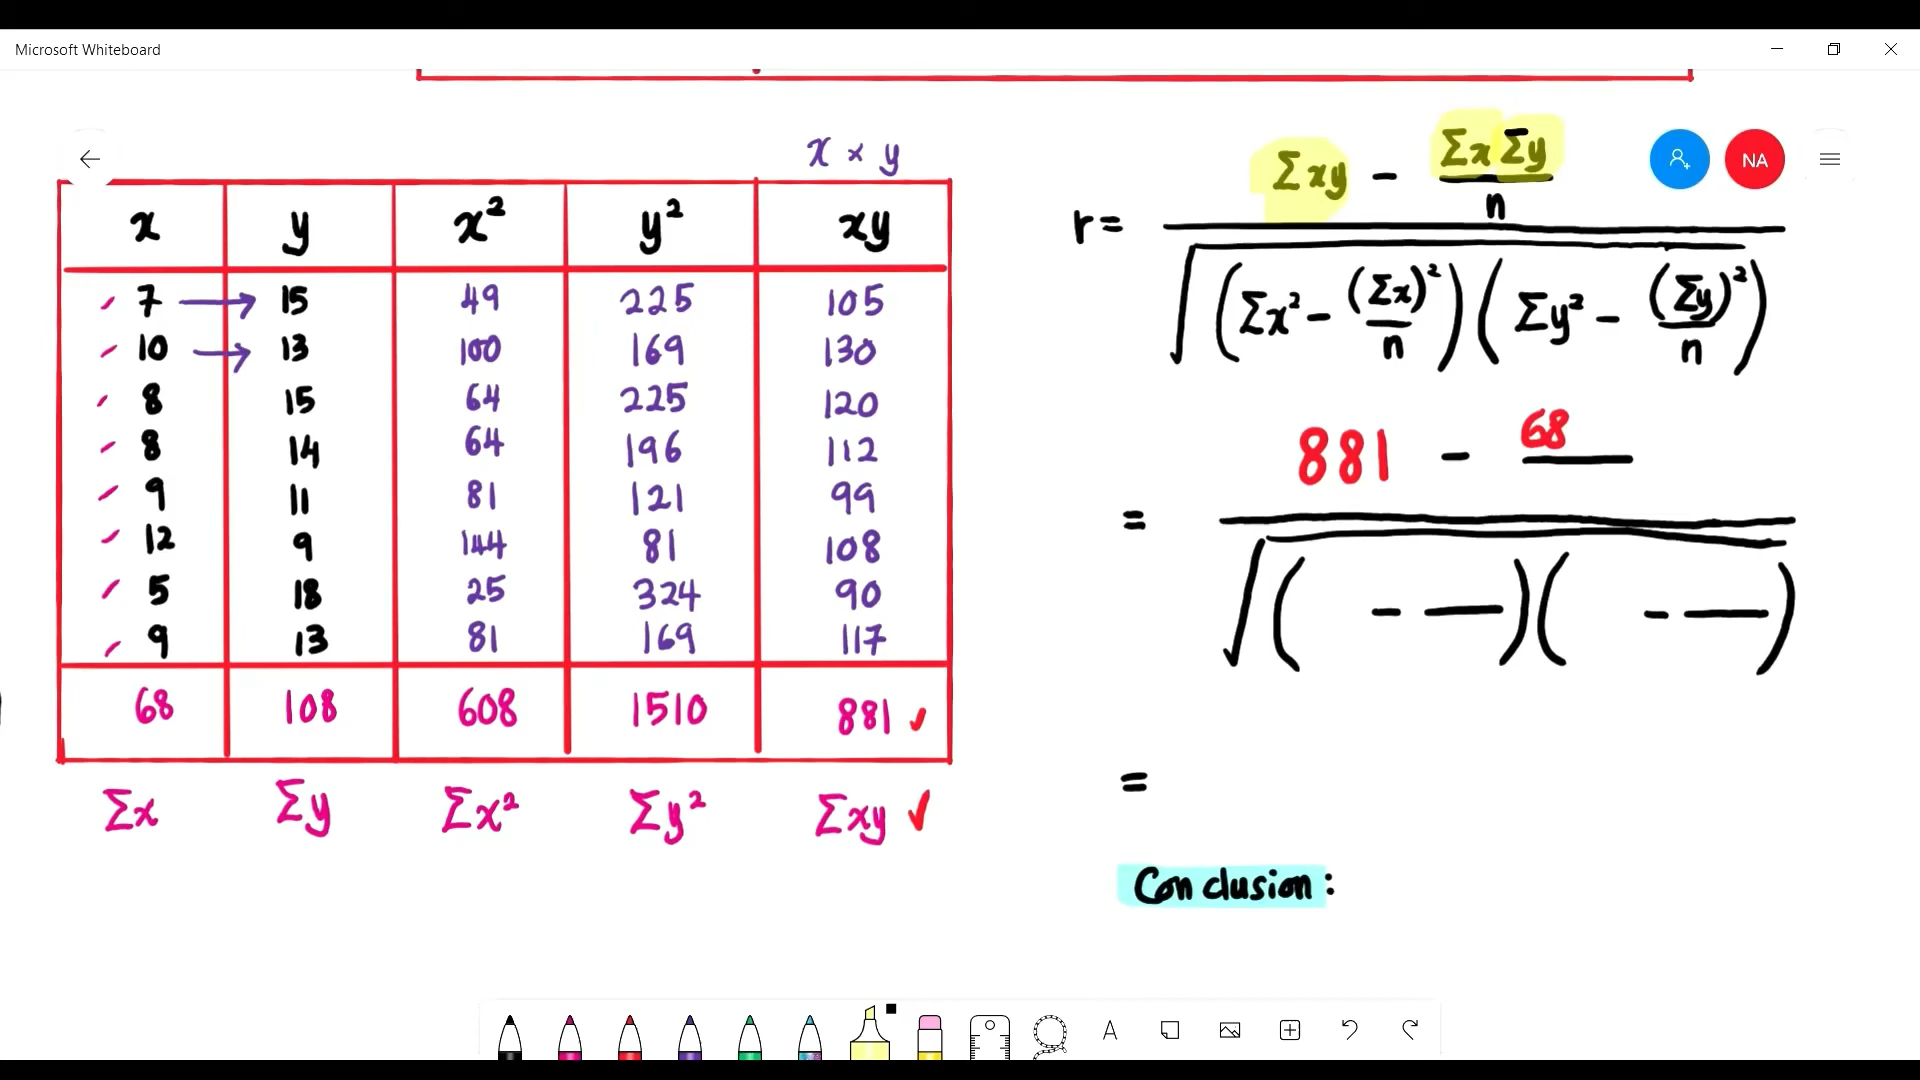 Microsoft Whiteboard
x × y
x y x² y² xy
7 → 15 49 225 105
10 → 13 100 169 130
8 15 64 225 120
8 14 64 196 112
9 11 81 121 99
12 9 144 81 108
5 18 25 324 90
9 13 81 169 117
68 108 608 1510 881 ✓
Σx Σy Σx² Σy² Σxy ✓
NA
Σxy - Σx Σy
n
r =
√(Σx² - (Σx)²/n)(Σy² - (Σy)²/n)
881 - 68
=
√( - )( - )
=
Conclusion:
A